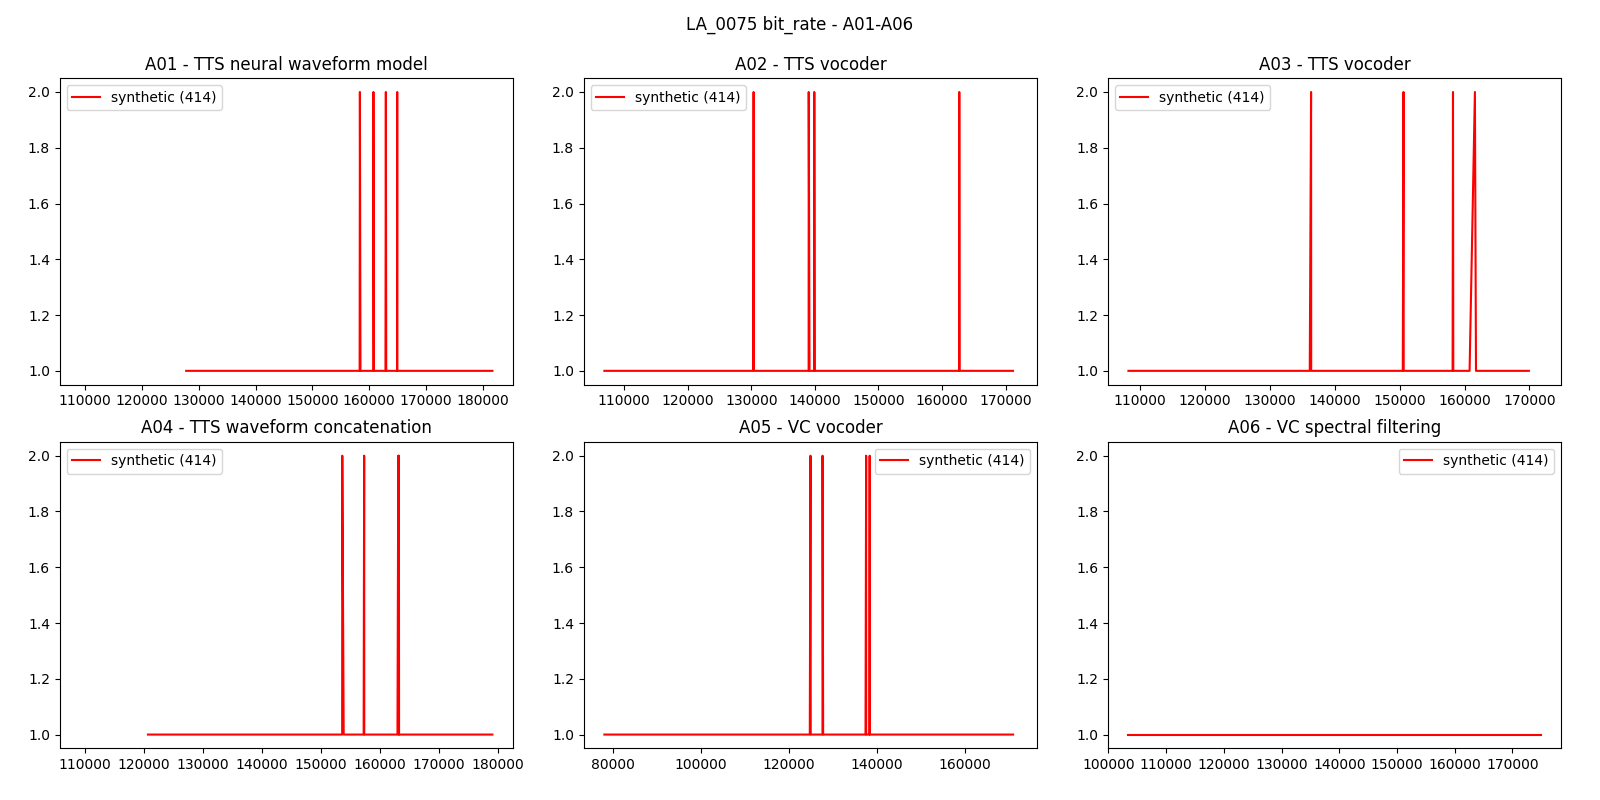 LA_0075 bit_rate - A01-A06
A01 - TTS neural waveform model
synthetic (414)
2.0
1.8
1.6
1.4
1.2
1.0
110000 120000 130000 140000 150000 160000 170000 180000
A02 - TTS vocoder
synthetic (414)
2.0
1.8
1.6
1.4
1.2
1.0
110000 120000 130000 140000 150000 160000 170000
A03 - TTS vocoder
synthetic (414)
2.0
1.8
1.6
1.4
1.2
1.0
110000 120000 130000 140000 150000 160000 170000
A04 - TTS waveform concatenation
synthetic (414)
2.0
1.8
1.6
1.4
1.2
1.0
110000 120000 130000 140000 150000 160000 170000 180000
A05 - VC vocoder
synthetic (414)
2.0
1.8
1.6
1.4
1.2
1.0
80000 100000 120000 140000 160000
A06 - VC spectral filtering
synthetic (414)
2.0
1.8
1.6
1.4
1.2
1.0
100000 110000 120000 130000 140000 150000 160000 170000